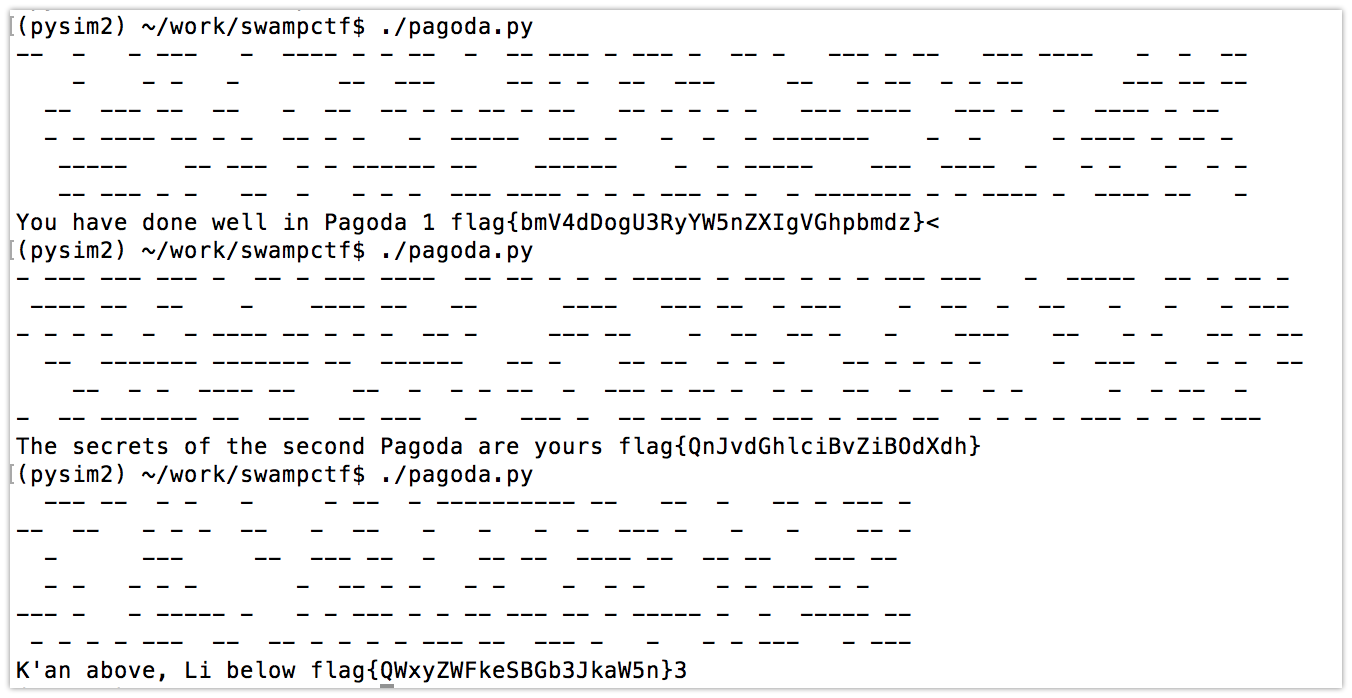 (pysim2) ~/work/swampctf$ ./pagoda.py
You have done well in Pagoda 1 flag{bmV4dDogU3RyYW5nZXIgVGhpbmdz}<
(pysim2) ~/work/swampctf$ ./pagoda.py
The secrets of the second Pagoda are yours flag{QnJvdGhlciBvZiBOdXdh}
(pysim2) ~/work/swampctf$ ./pagoda.py
K'an above, Li below flag{QWxyZWFkeSBGb3JkaW5n}3